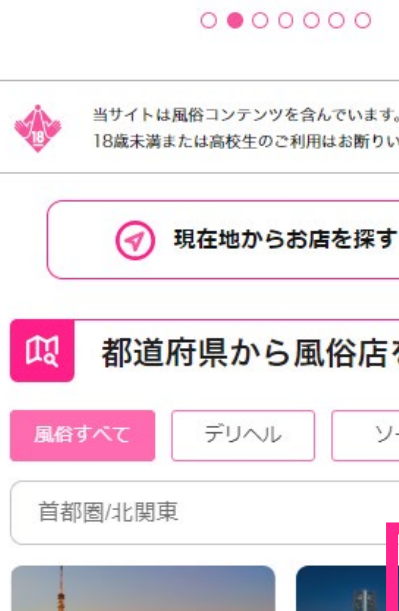 18
当サイトは風俗コンテンツを含んでいます。
18歳未満または高校生のご利用はお断りい
現在地からお店を探す
都道府県から風俗店を
風俗すべて
デリヘル
ソー
首都圏/北関東